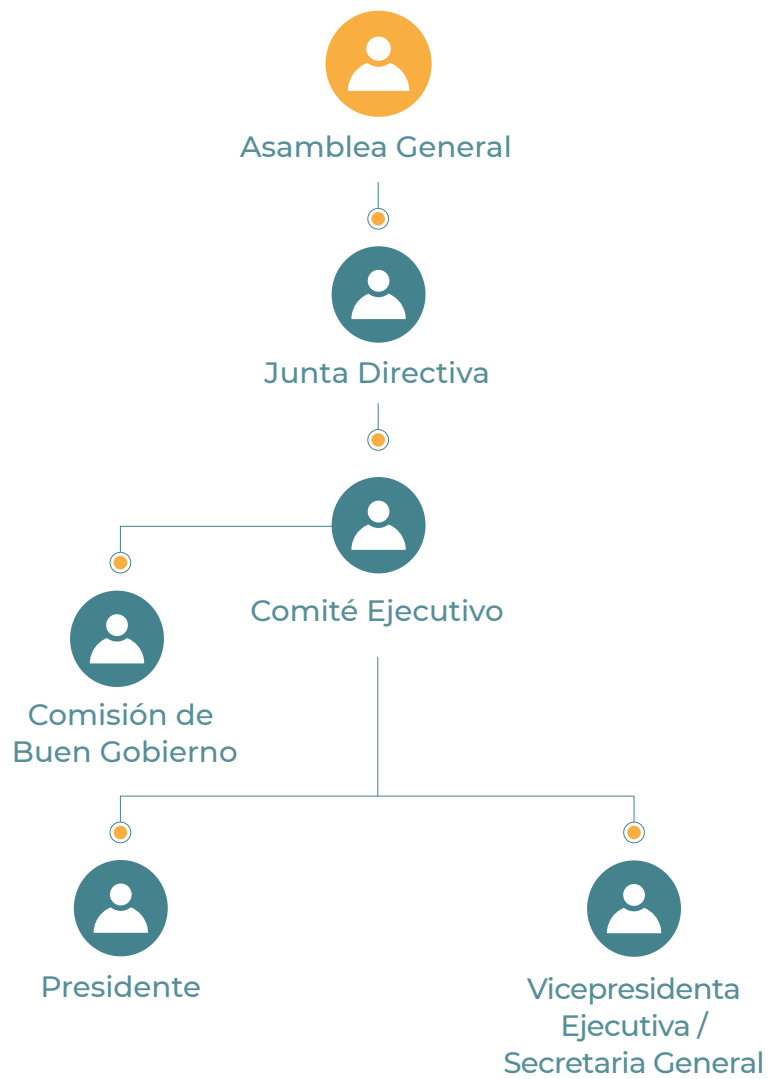 Asamblea General
Junta Directiva
Comité Ejecutivo
Comisión de
Buen Gobierno
Presidente
Vicepresidenta
Ejecutiva /
Secretaria General